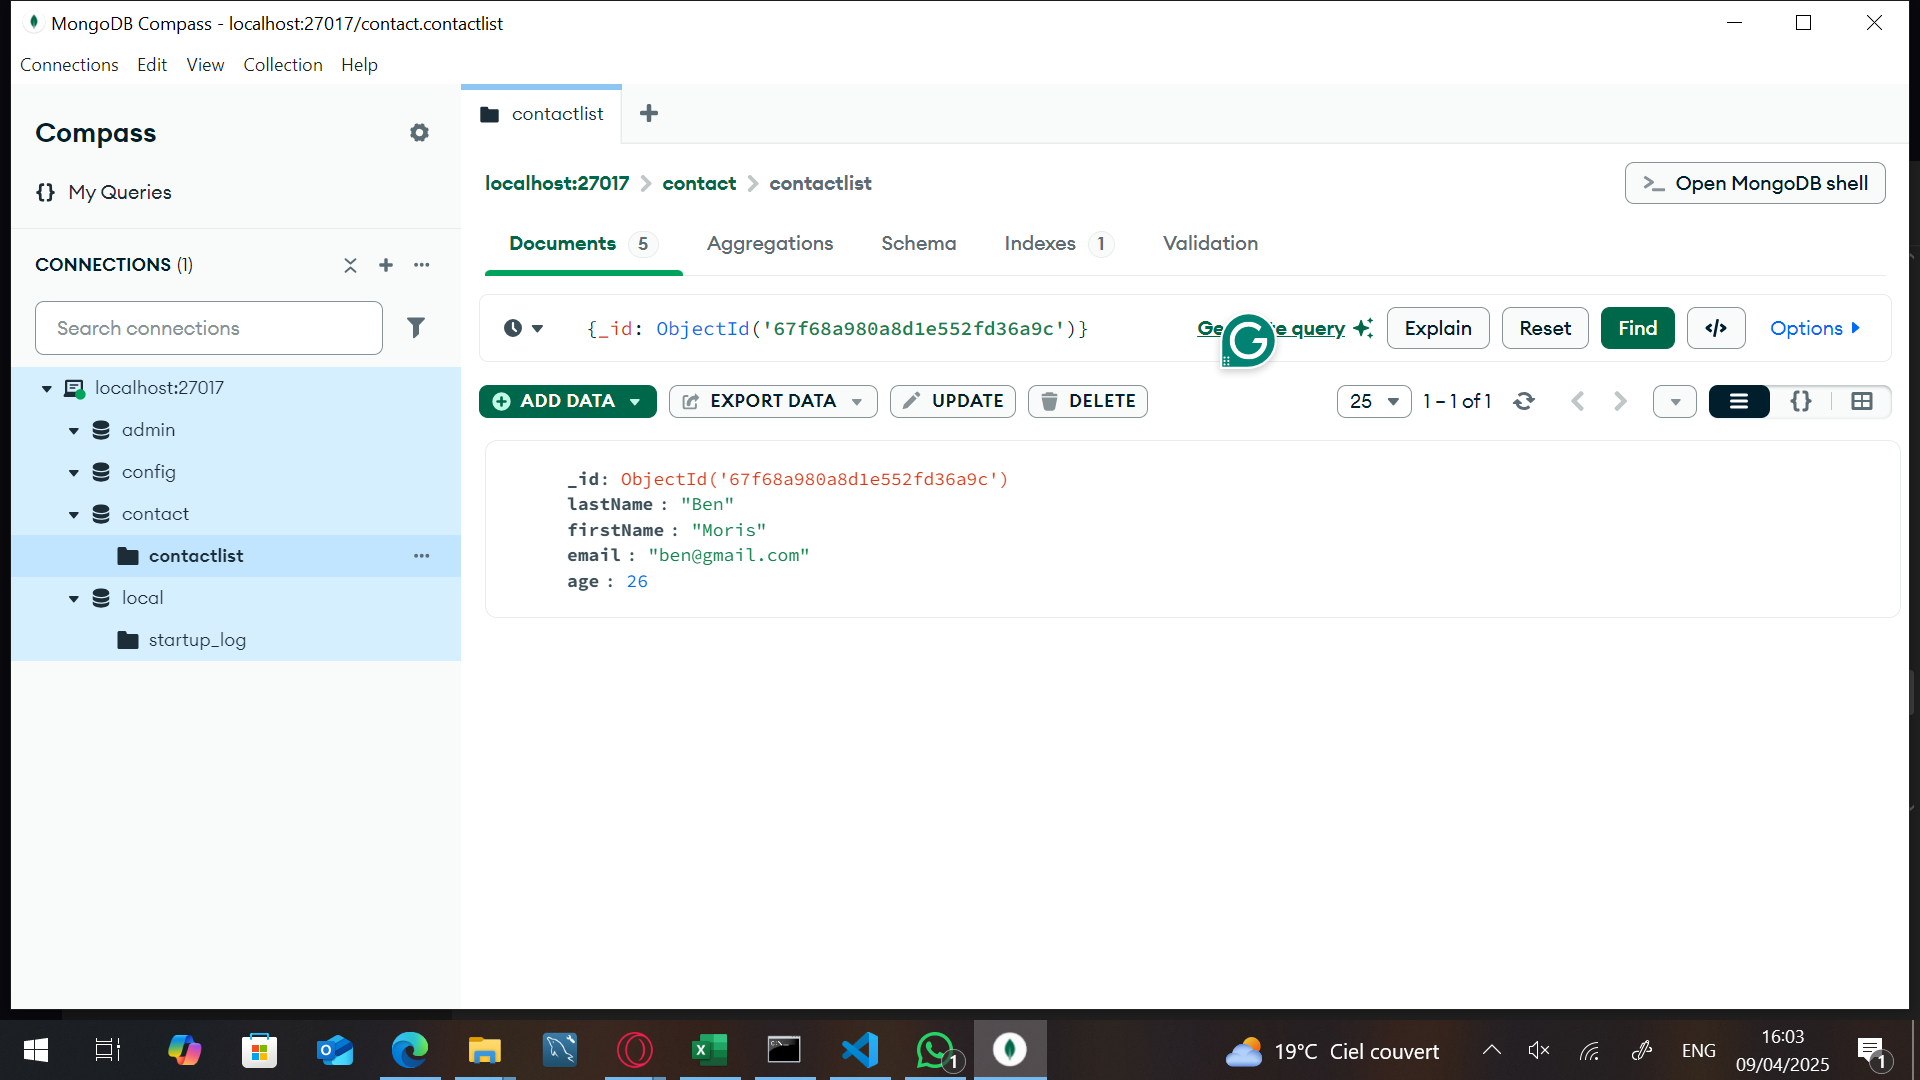 MongoDB Compass - localhost:27017/contact.contactlist
Connections Edit View Collection Help
Compass
{} My Queries
CONNECTIONS (1)
Search connections
localhost:27017
admin
config
contact
contactlist
local
startup_log
contactlist
localhost:27017 > contact > contactlist
>_ Open MongoDB shell
Documents 5 Aggregations Schema Indexes 1 Validation
{_id: ObjectId('67f68a980a8d1e552fd36a9c')}
query
Explain Reset Find </> Options
ADD DATA EXPORT DATA UPDATE DELETE
25 1 – 1 of 1 {}
_id: ObjectId('67f68a980a8d1e552fd36a9c')
lastName : "Ben"
firstName : "Moris"
email : "ben@gmail.com"
age : 26
1
19°C Ciel couvert
ENG
16:03
09/04/2025
1